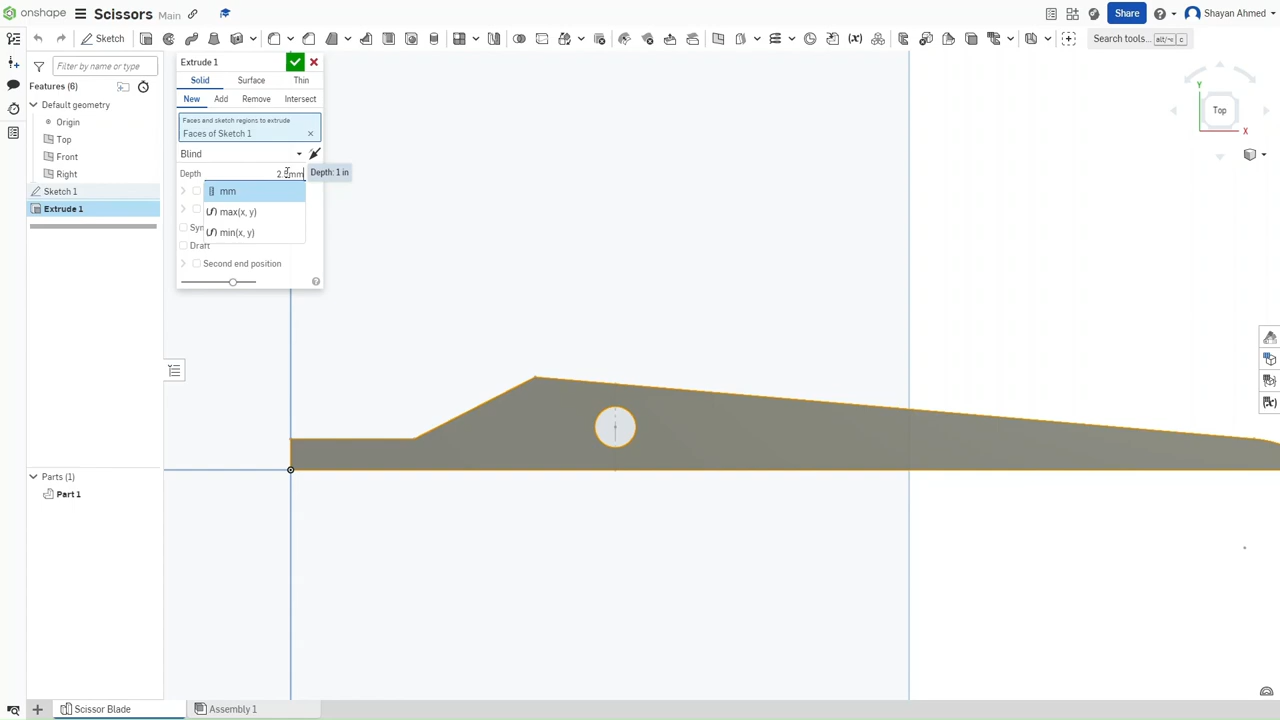 onshape Scissors Main Share Shayan Ahmed
Sketch Search tools... alt/⌥ c
Filter by name or type
Features (6)
Default geometry
Origin
Top
Front
Right
Sketch 1
Extrude 1
Parts (1)
Part 1
Extrude 1
Solid Surface Thin
New Add Remove Intersect
Faces and sketch regions to extrude
Faces of Sketch 1
Blind
Depth
Depth: 1 in
mm
max(x, y)
min(x, y)
Draft
Second end position
Y
Top
X
Scissor Blade Assembly 1